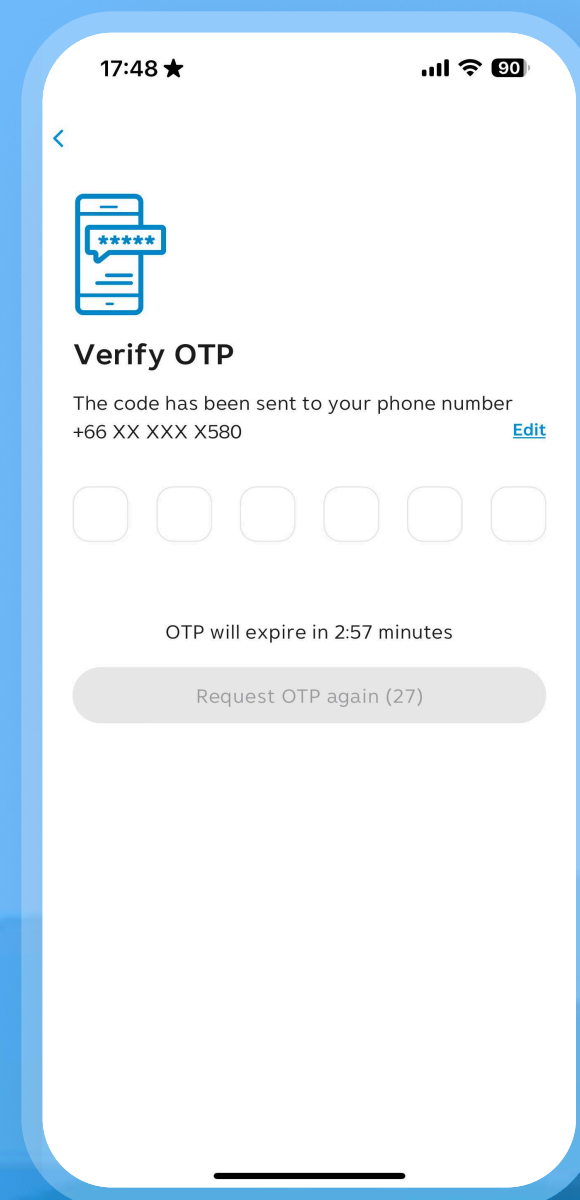 17:48
90
*****
Verify OTP
The code has been sent to your phone number
+66 XX XXX X580
Edit
OTP will expire in 2:57 minutes
Request OTP again (27)